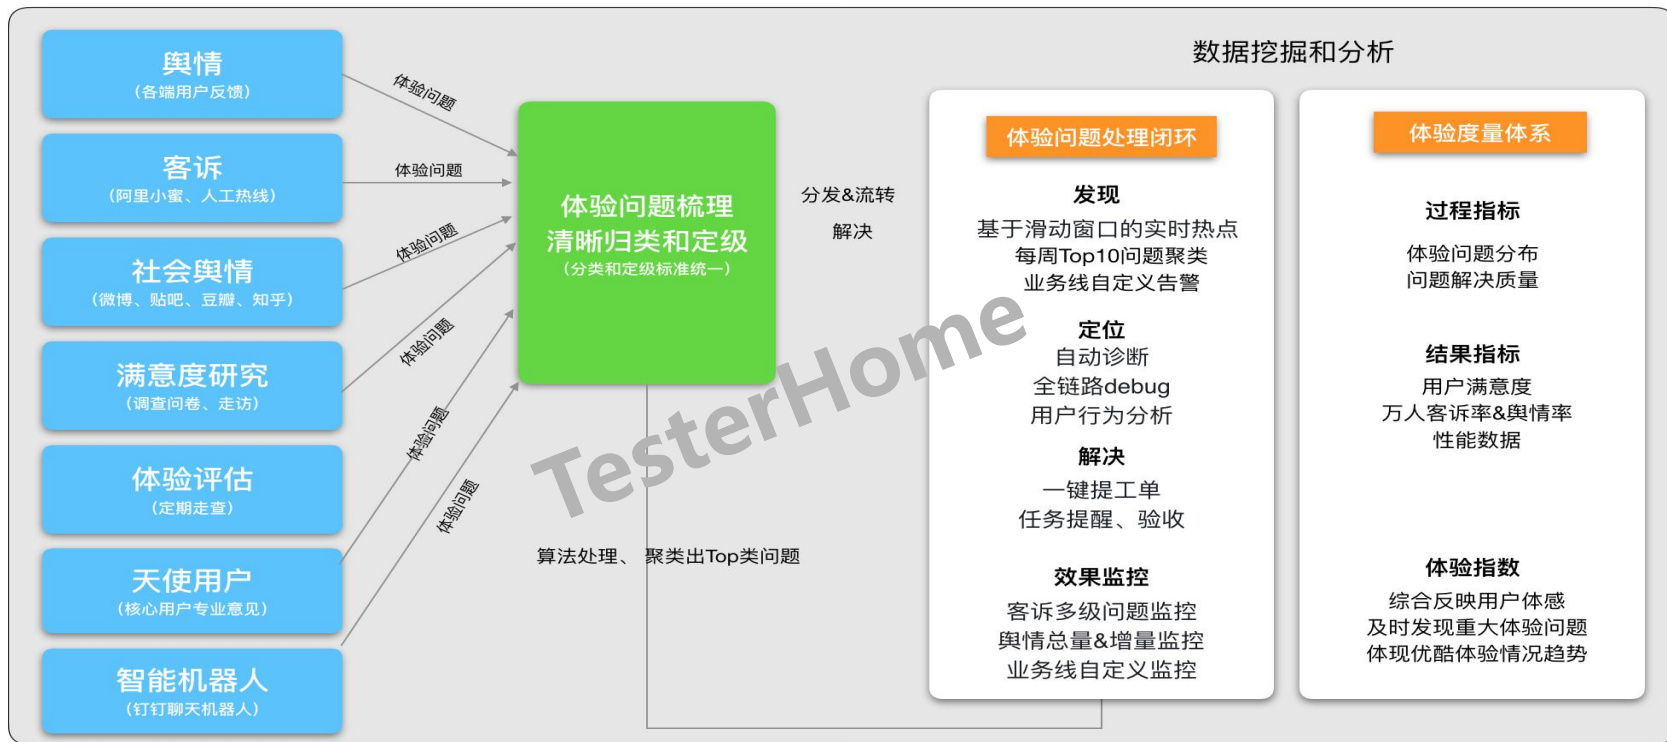 舆情
（各端用户反馈）
客诉
（阿里小蜜、人工热线）
社会舆情
（微博、贴吧、豆瓣、知乎）
满意度研究
（调查问卷、走访）
体验评估
（定期走查）
天使用户
（核心用户专业意见）
智能机器人
（钉钉聊天机器人）
体验问题
体验问题
体验问题
体验问题
体验问题
体验问题
体验问题梳理
清晰归类和定级
（分类和定级标准统一）
分发&流转
解决
算法处理、 聚类出Top类问题
数据挖掘和分析
体验问题处理闭环
发现
基于滑动窗口的实时热点
每周Top10问题聚类
业务线自定义告警
定位
自动诊断
全链路debug
用户行为分析
解决
一键提工单
任务提醒、验收
效果监控
客诉多级问题监控
舆情总量&增量监控
业务线自定义监控
体验度量体系
过程指标
体验问题分布
问题解决质量
结果指标
用户满意度
万人客诉率&舆情率
性能数据
体验指数
综合反映用户体感
及时发现重大体验问题
体现优酷体验情况趋势
TesterHome